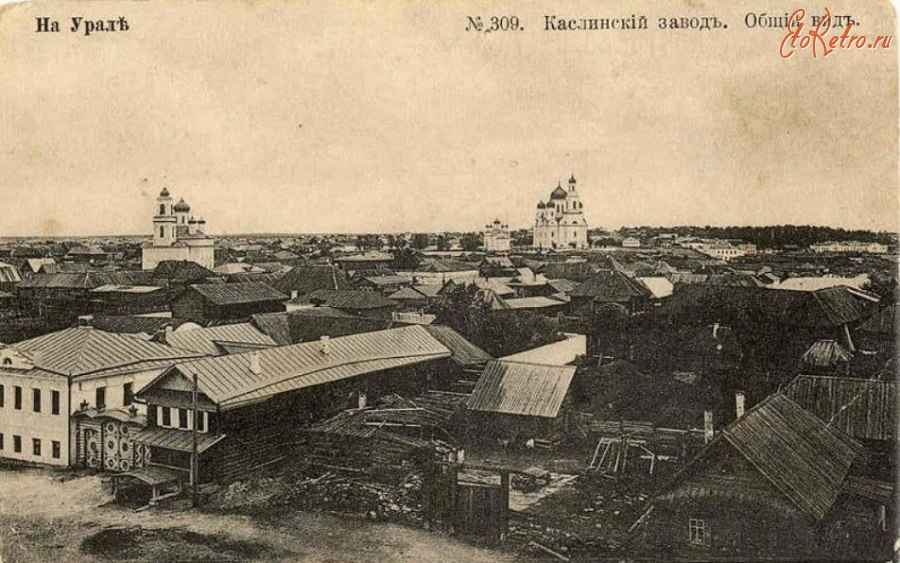 На Уралѣ
№ 309. Каслинскій заводъ. Общій видъ.
EtoRetro.ru